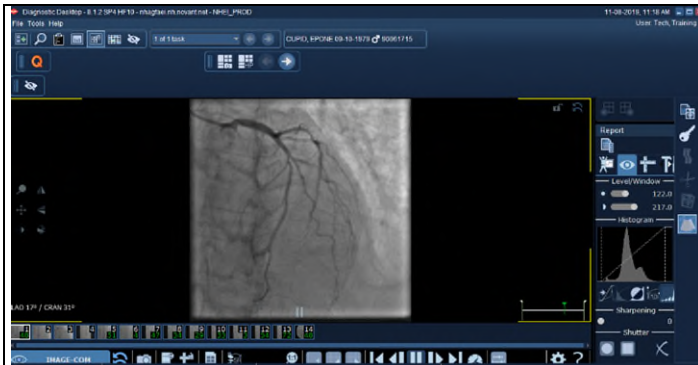 Diagnostic Desktop - 8.1.2 SP4 HF10 - nhugfaei.nh.novant.net - NHEI_PROD
11-08-2019, 11:18 AM
File Tools Help
User: Tech, Training
1 of 1 task
CUPID, EPONE 09-10-1979 ♂ 90061715
Q
Report
Level/Window
122.0
217.0
Histogram
LAO 17° / CRAN 31°
Sharpening
0
Shutter
1 2 3 4 5 6 7 8 9 10 11 12 13 14
IMAGE-COM